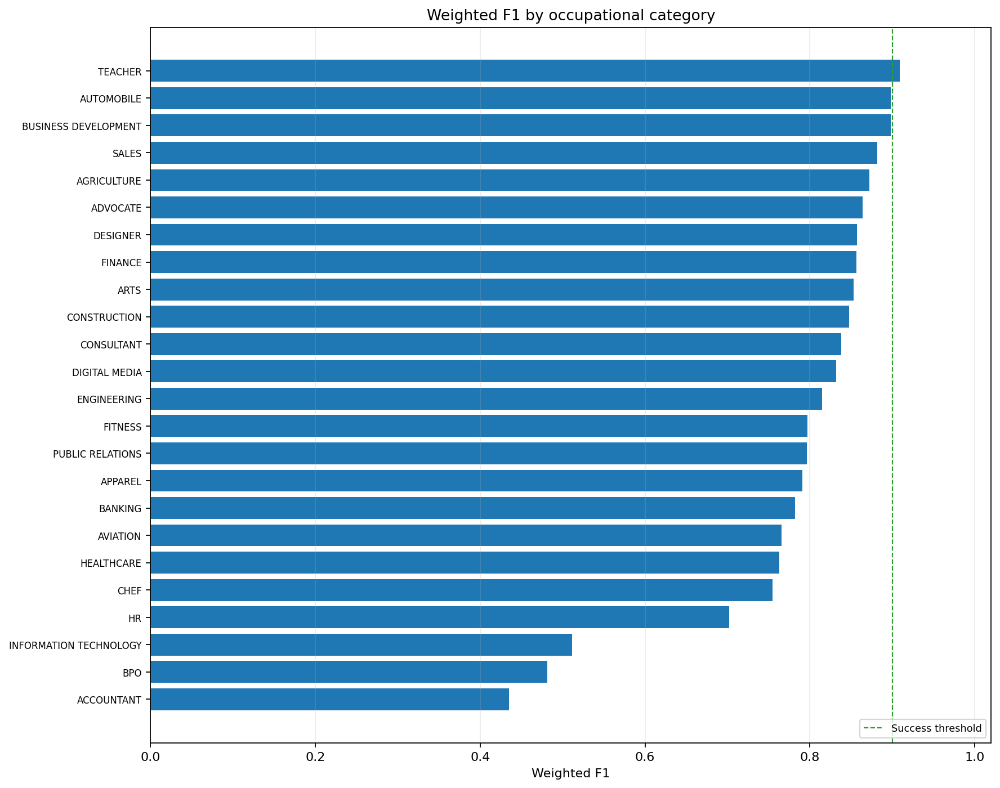 Weighted F1 by occupational category
TEACHER
AUTOMOBILE
BUSINESS DEVELOPMENT
SALES
AGRICULTURE
ADVOCATE
DESIGNER
FINANCE
ARTS
CONSTRUCTION
CONSULTANT
DIGITAL MEDIA
ENGINEERING
FITNESS
PUBLIC RELATIONS
APPAREL
BANKING
AVIATION
HEALTHCARE
CHEF
HR
INFORMATION TECHNOLOGY
BPO
ACCOUNTANT
Success threshold
0.0 0.2 0.4 0.6 0.8 1.0
Weighted F1